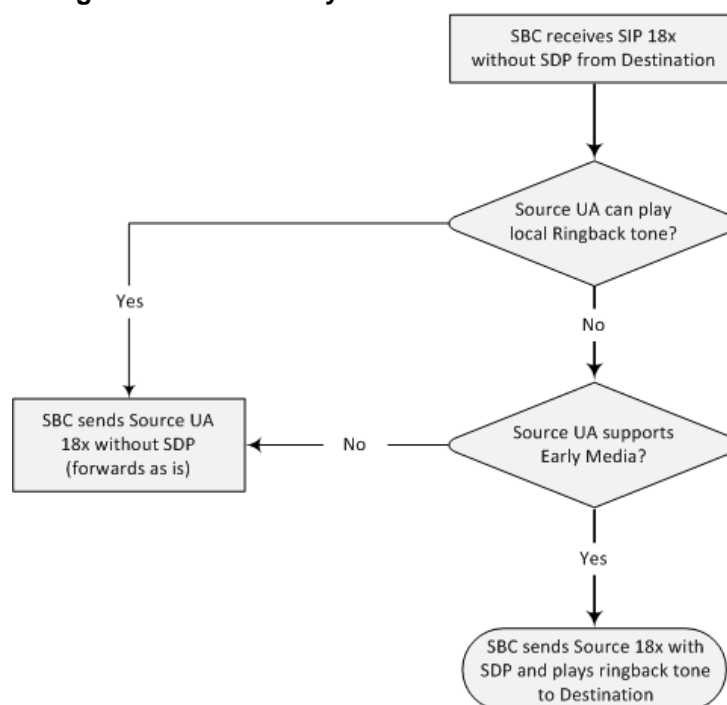 SBC receives SIP 18x
without SDP from Destination
Source UA can play
local Ringback tone?
Yes
No
SBC sends Source UA
18x without SDP
(forwards as is)
No
Source UA supports
Early Media?
Yes
SBC sends Source 18x with
SDP and plays ringback tone
to Destination